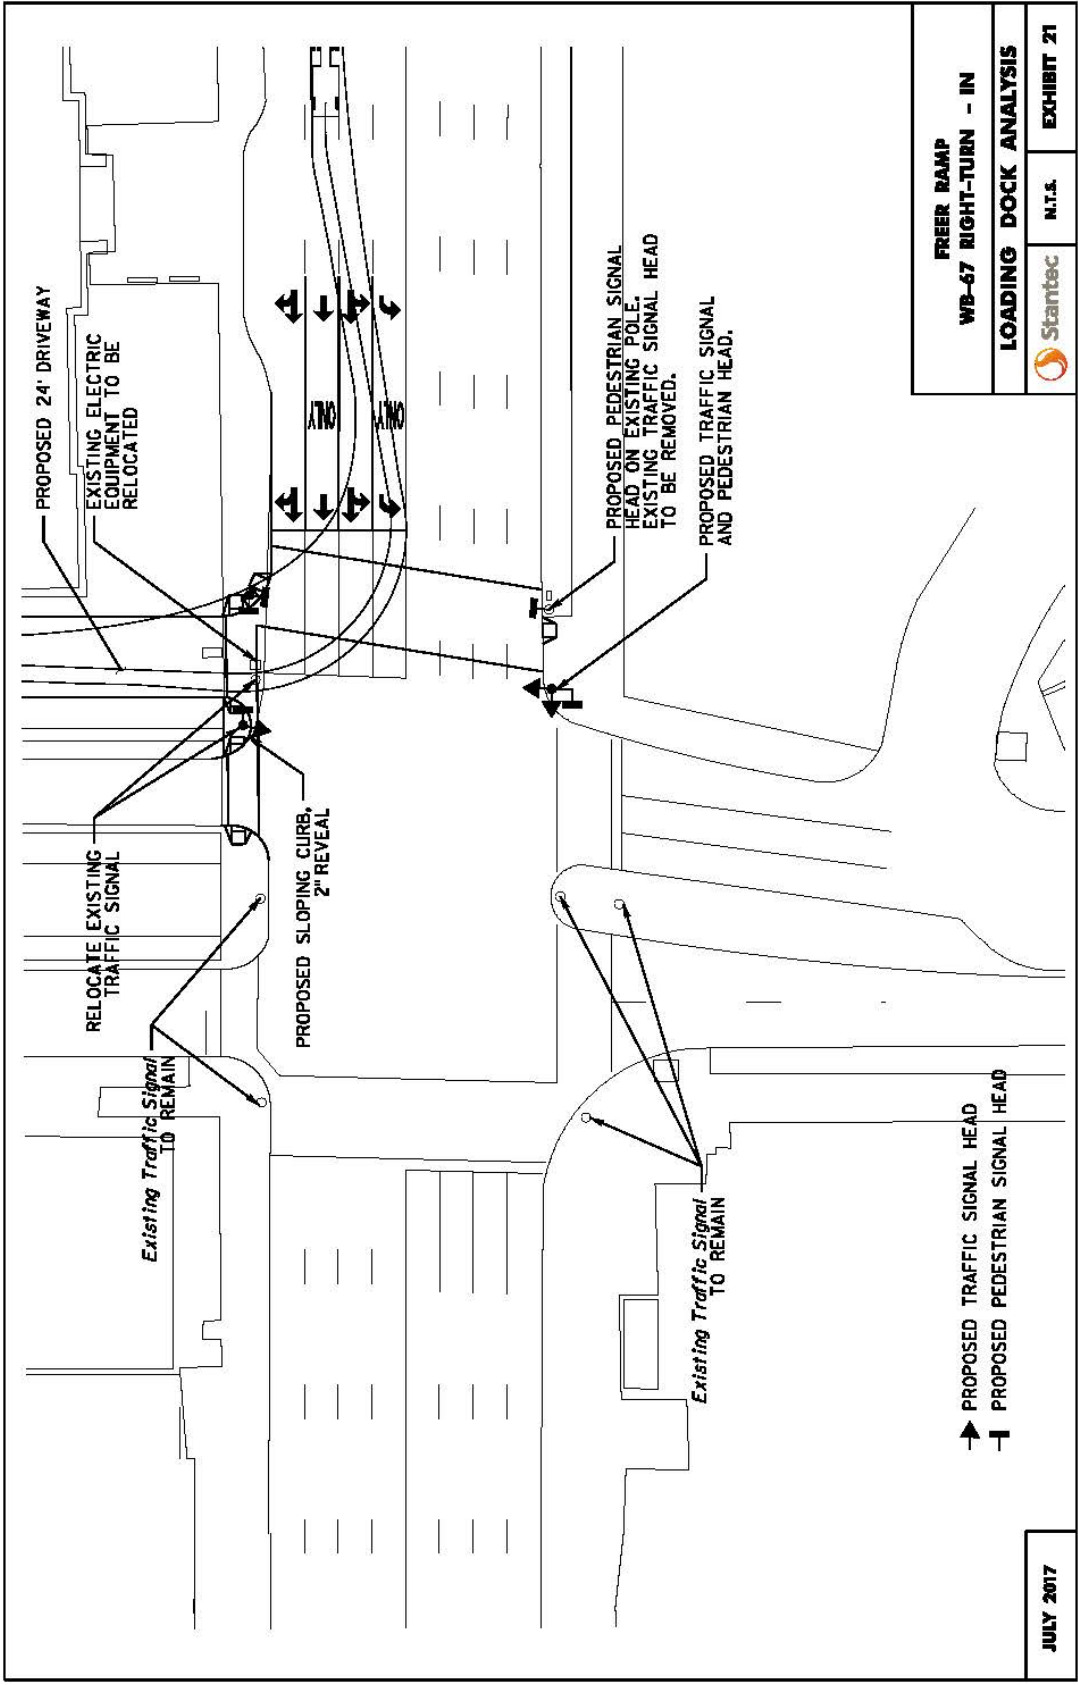 PROPOSED 24' DRIVEWAY
EXISTING ELECTRIC
EQUIPMENT TO BE
RELOCATED
RELOCATE EXISTING
TRAFFIC SIGNAL
Existing Traffic Signal
TO REMAIN
PROPOSED SLOPING CURB,
2" REVEAL
ONLY
ONLY
PROPOSED PEDESTRIAN SIGNAL
HEAD ON EXISTING POLE.
EXISTING TRAFFIC SIGNAL HEAD
TO BE REMOVED.
PROPOSED TRAFFIC SIGNAL
AND PEDESTRIAN HEAD.
Existing Traffic Signal
TO REMAIN
PROPOSED TRAFFIC SIGNAL HEAD
PROPOSED PEDESTRIAN SIGNAL HEAD
JULY 2017
FREER RAMP
WB-67 RIGHT-TURN - IN
LOADING DOCK ANALYSIS
Stantec
N.T.S.
EXHIBIT 21